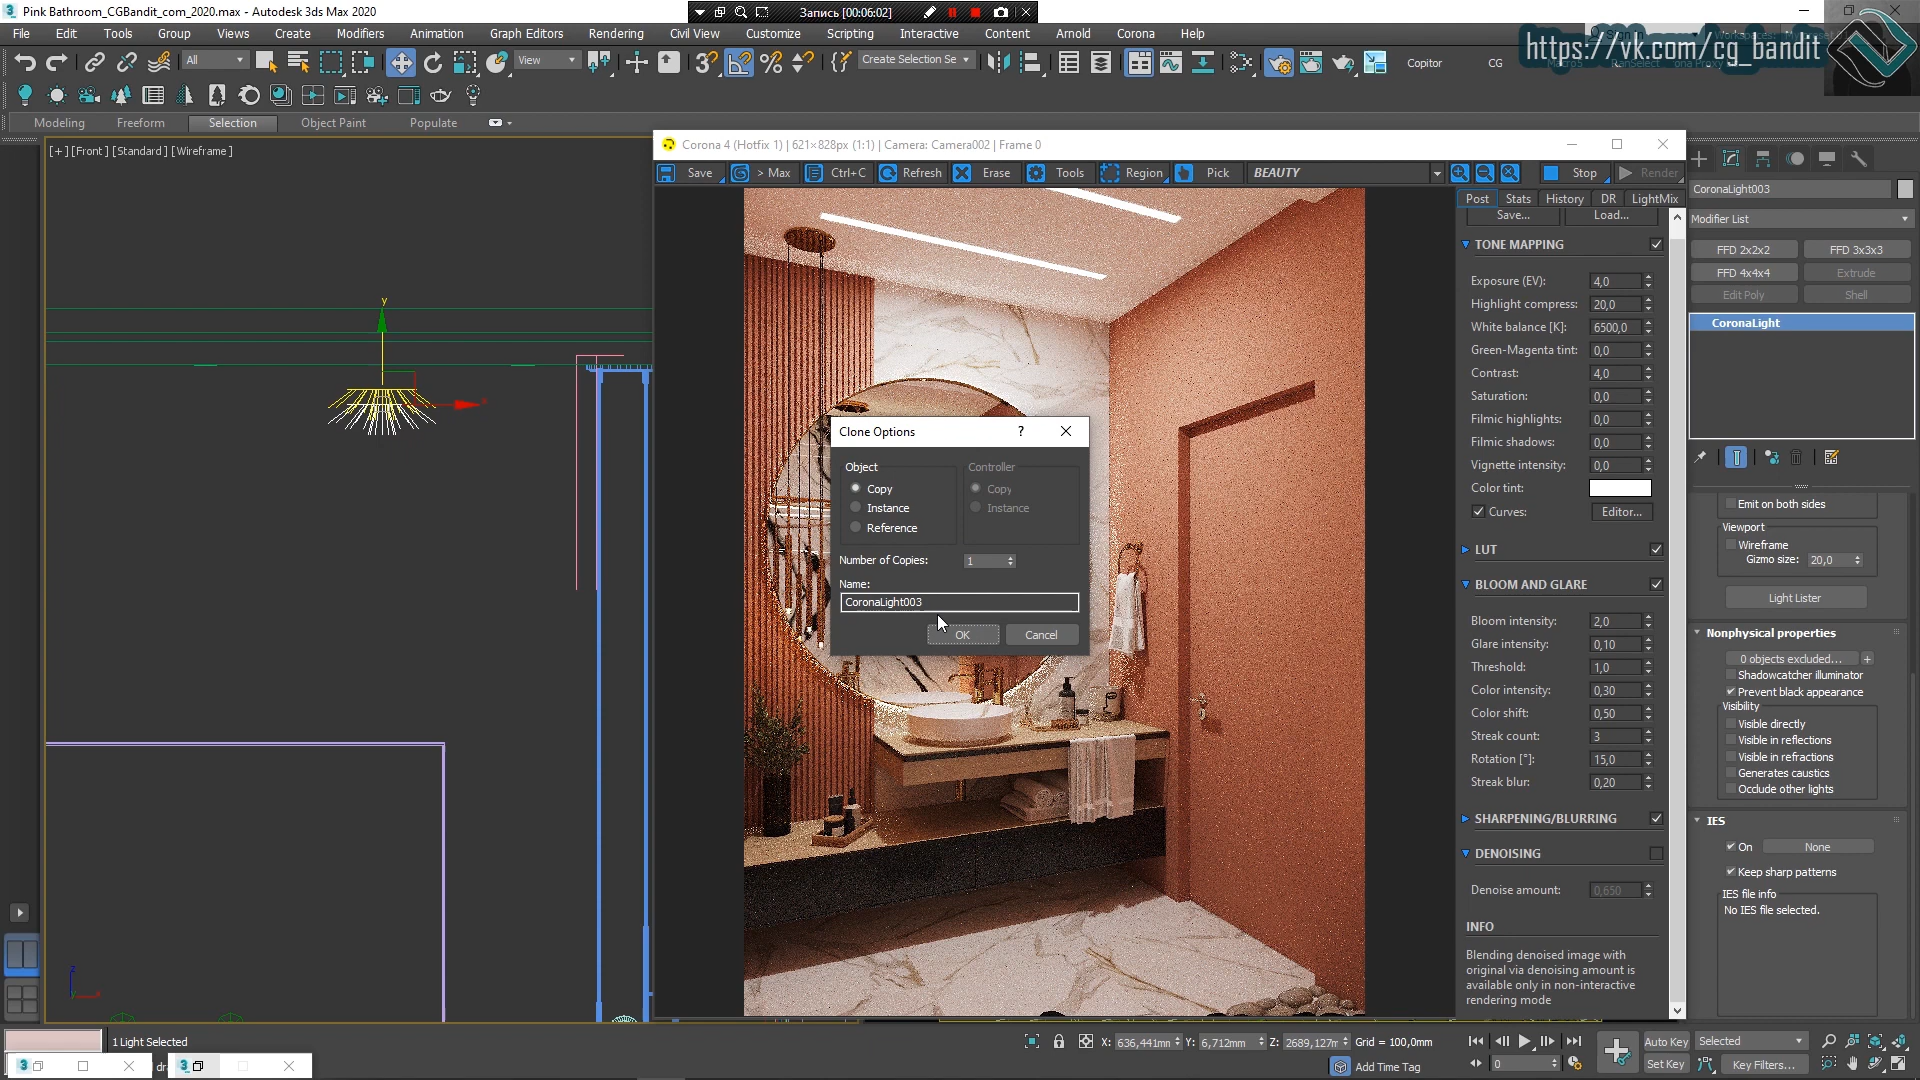 Pink Bathroom_CGBandit_com_2020.max - Autodesk 3ds Max 2020
Запись [00:06:02]
File Edit Tools Group Views Create Modifiers Animation Graph Editors Rendering Civil View Customize Scripting Interactive Content Arnold Corona Help
https://vk.com/cg_bandit
All
View
Create Selection Se
Copitor
CG
Modeling Freeform Selection Object Paint Populate
[+] [Front] [Standard] [Wireframe]
y
Corona 4 (Hotfix 1) | 621×828px (1:1) | Camera: Camera002 | Frame 0
Save > Max Ctrl+C Refresh Erase Tools Region Pick BEAUTY Stop Render
Post Stats History DR LightMix
Save... Load...
TONE MAPPING
Exposure (EV): 4,0
Highlight compress: 20,0
White balance [K]: 6500,0
Green-Magenta tint: 0,0
Contrast: 4,0
Saturation: 0,0
Filmic highlights: 0,0
Filmic shadows: 0,0
Vignette intensity: 0,0
Color tint:
Curves: Editor...
LUT
BLOOM AND GLARE
Bloom intensity: 2,0
Glare intensity: 0,10
Threshold: 1,0
Color intensity: 0,30
Color shift: 0,50
Streak count: 3
Rotation [°]: 15,0
Streak blur: 0,20
SHARPENING/BLURRING
DENOISING
Denoise amount: 0,650
INFO
Blending denoised image with
original via denoising amount is
available only in non-interactive
rendering mode
Clone Options ?
Object Controller
Copy Copy
Instance Instance
Reference
Number of Copies: 1
Name:
CoronaLight003
OK Cancel
CoronaLight003
Modifier List
FFD 2x2x2 FFD 3x3x3
FFD 4x4x4 Extrude
Edit Poly Shell
CoronaLight
Emit on both sides
Viewport
Wireframe
Gizmo size: 20,0
Light Lister
Nonphysical properties
0 objects excluded... +
Shadowcatcher illuminator
Prevent black appearance
Visibility
Visible directly
Visible in reflections
Visible in refractions
Generates caustics
Occlude other lights
IES
On None
Keep sharp patterns
IES file info
No IES file selected.
1 Light Selected
X: 636,441mn Y: 6,712mm Z: 2689,127m Grid = 100,0mm
Add Time Tag
0
Auto Key Selected
Set Key Key Filters...